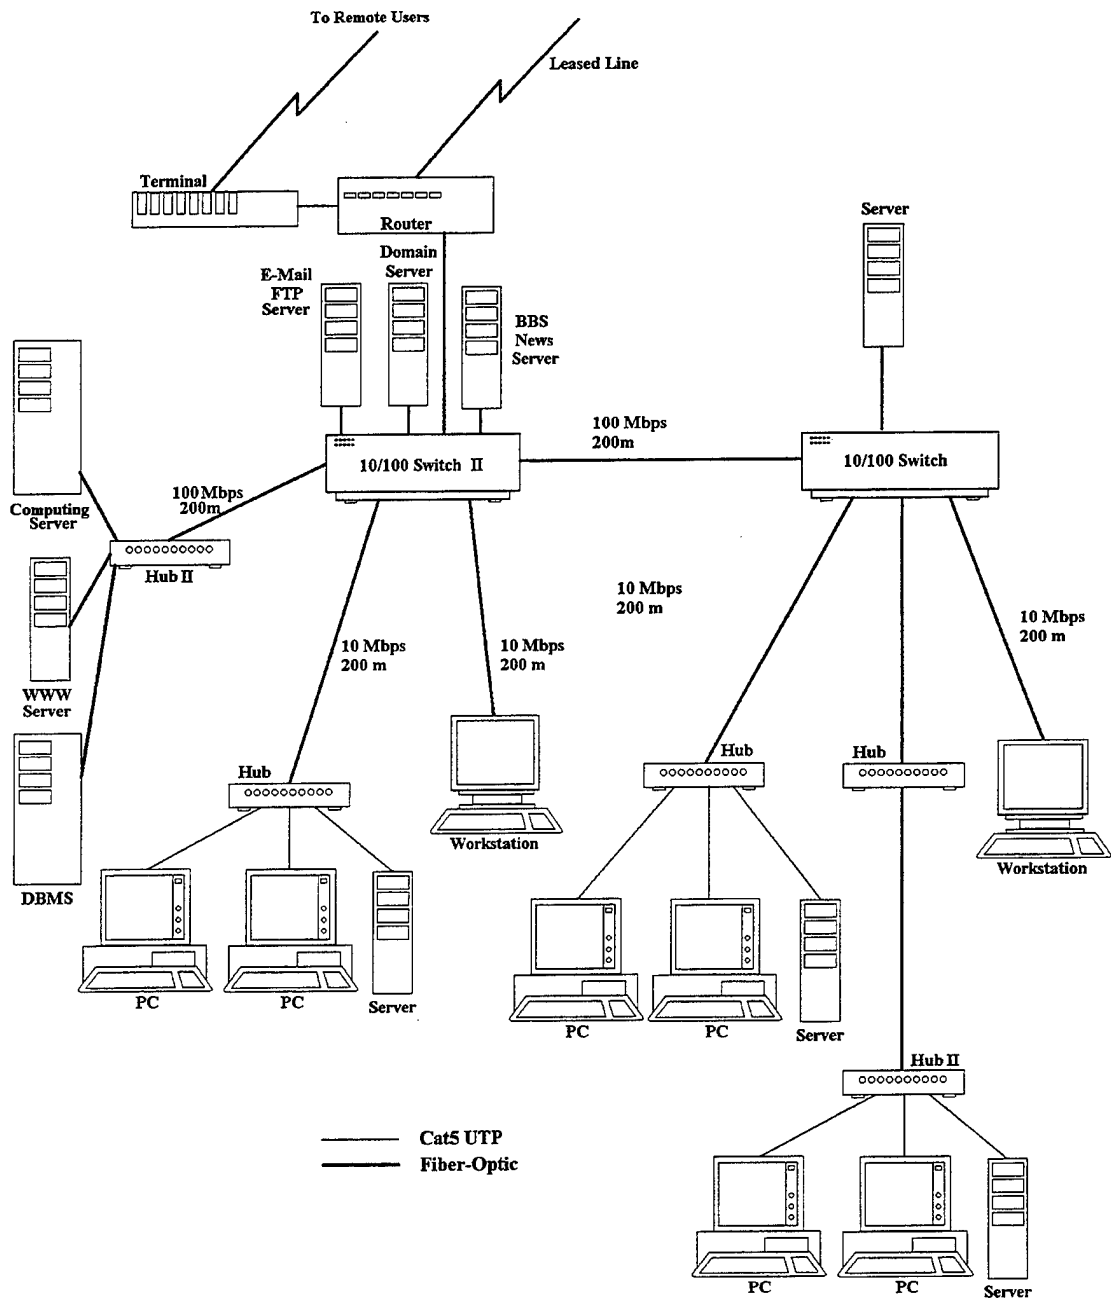 To Remote Users
Leased Line
Terminal
Router
Server
Domain
Server
E-Mail
FTP
Server
BBS
News
Server
100 Mbps
200m
10/100 Switch II
10/100 Switch
100 Mbps
200m
Computing
Server
Hub II
WWW
Server
10 Mbps
200 m
10 Mbps
200 m
10 Mbps
200 m
10 Mbps
200 m
Hub
Hub
Hub
Workstation
Workstation
DBMS
PC
PC
Server
PC
PC
Server
Hub II
Cat5 UTP
Fiber-Optic
PC
PC
Server